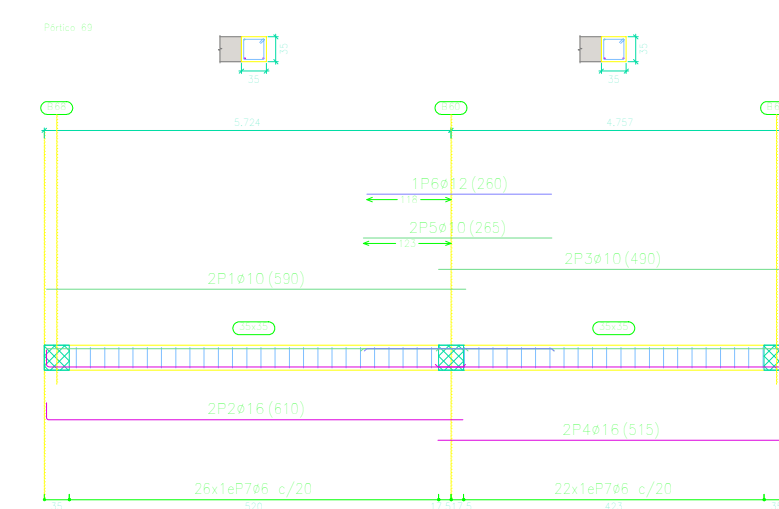 Pórtico 69
35
35
35
35
5.724
4.757
1P6ø12 (260)
118
2P5ø10 (265)
123
2P3ø10 (490)
2P1ø10 (590)
2P2ø16 (610)
2P4ø16 (515)
26x1eP7ø6 c/20
22x1eP7ø6 c/20
520
423